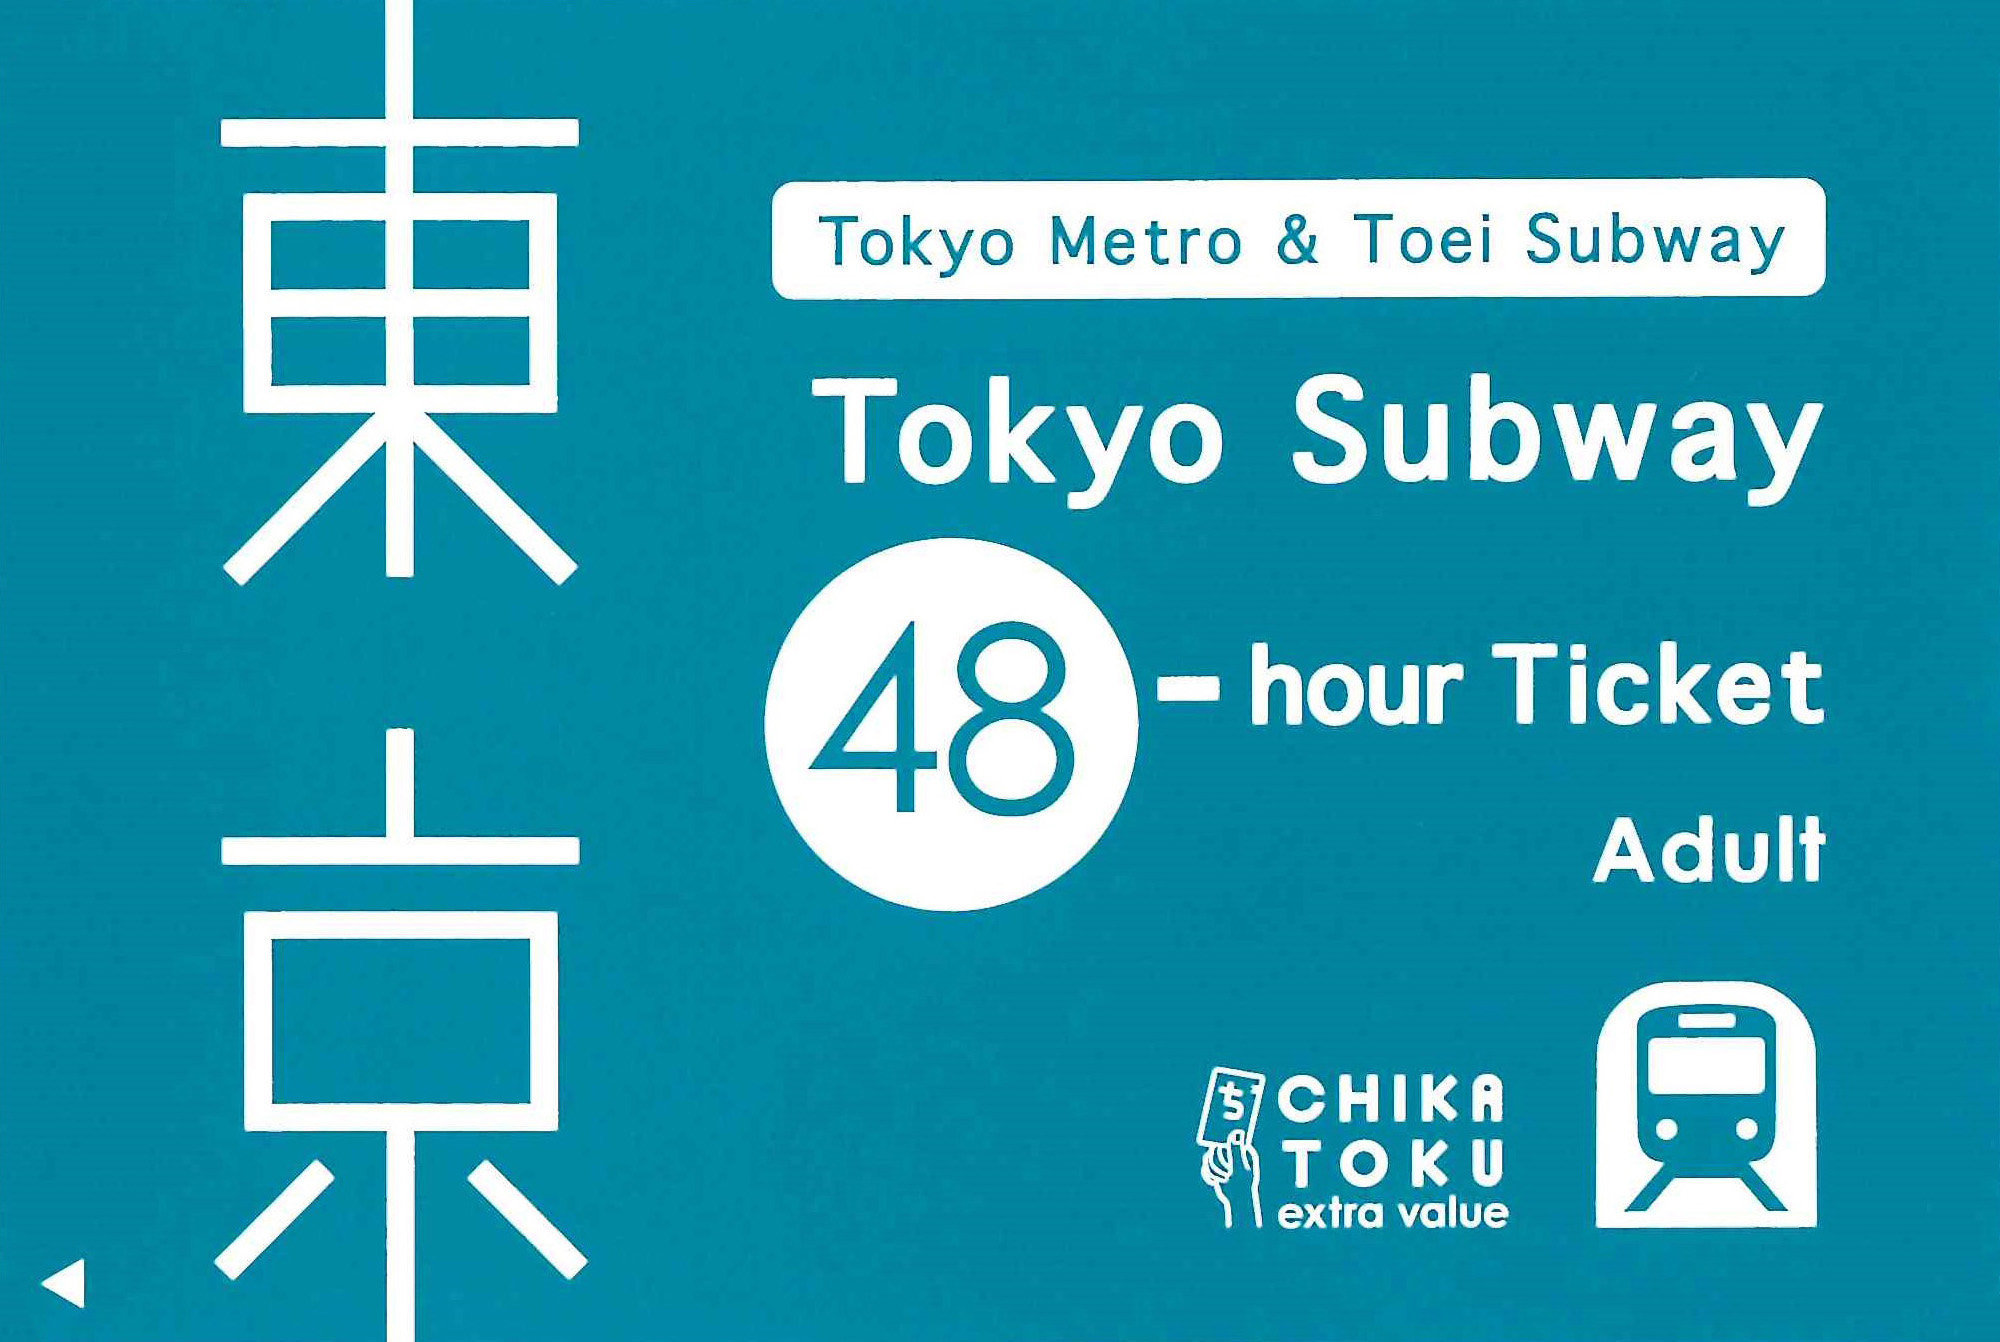 東京
Tokyo Metro & Toei Subway
Tokyo Subway
48-hour Ticket
Adult
ち
CHIKA
TOKU
extra value